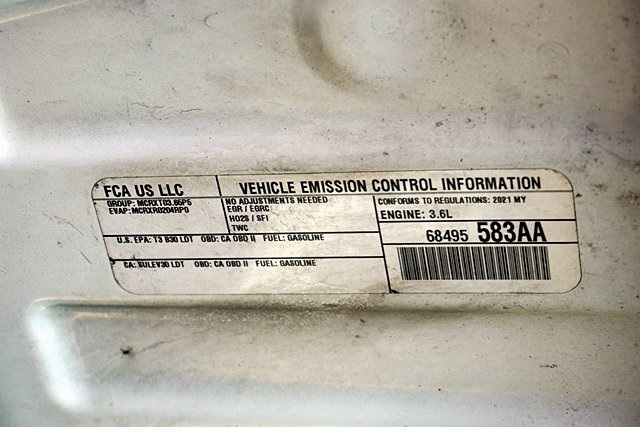 FCA US LLC
VEHICLE EMISSION CONTROL INFORMATION
GROUP: MCRXT03.65P5
EVAP: MCRXR0204RP0
NO ADJUSTMENTS NEEDED
EGR / EGRC
HO2S / SFI
TWC
CONFORMS TO REGULATIONS: 2021 MY
ENGINE: 3.6L
U.S. EPA: T3 B30 LDT OBD: CA OBD II FUEL: GASOLINE
68495 583AA
CA: SULEV30 LDT OBD: CA OBD II FUEL: GASOLINE